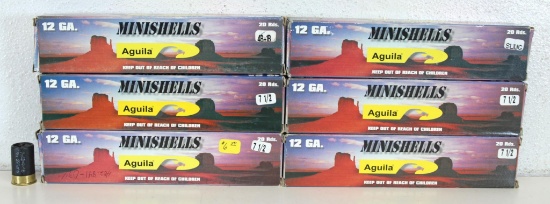 12 GA. MINISHELLS 20 Rds.
Aguila
KEEP OUT OF REACH OF CHILDREN
12 GA. MINISHELLS 20 Rds.
Aguila SLUG
KEEP OUT OF REACH OF CHILDREN
12 GA. MINISHELLS 20 Rds.
Aguila 7 1/2
KEEP OUT OF REACH OF CHILDREN
12 GA. MINISHELLS 20 Rds.
Aguila 7 1/2
KEEP OUT OF REACH OF CHILDREN
12 GA. MINISHELLS 20 Rds.
Aguila 7 1/2
KEEP OUT OF REACH OF CHILDREN
12 GA. MINISHELLS 20 Rds.
Aguila 7 1/2
KEEP OUT OF REACH OF CHILDREN